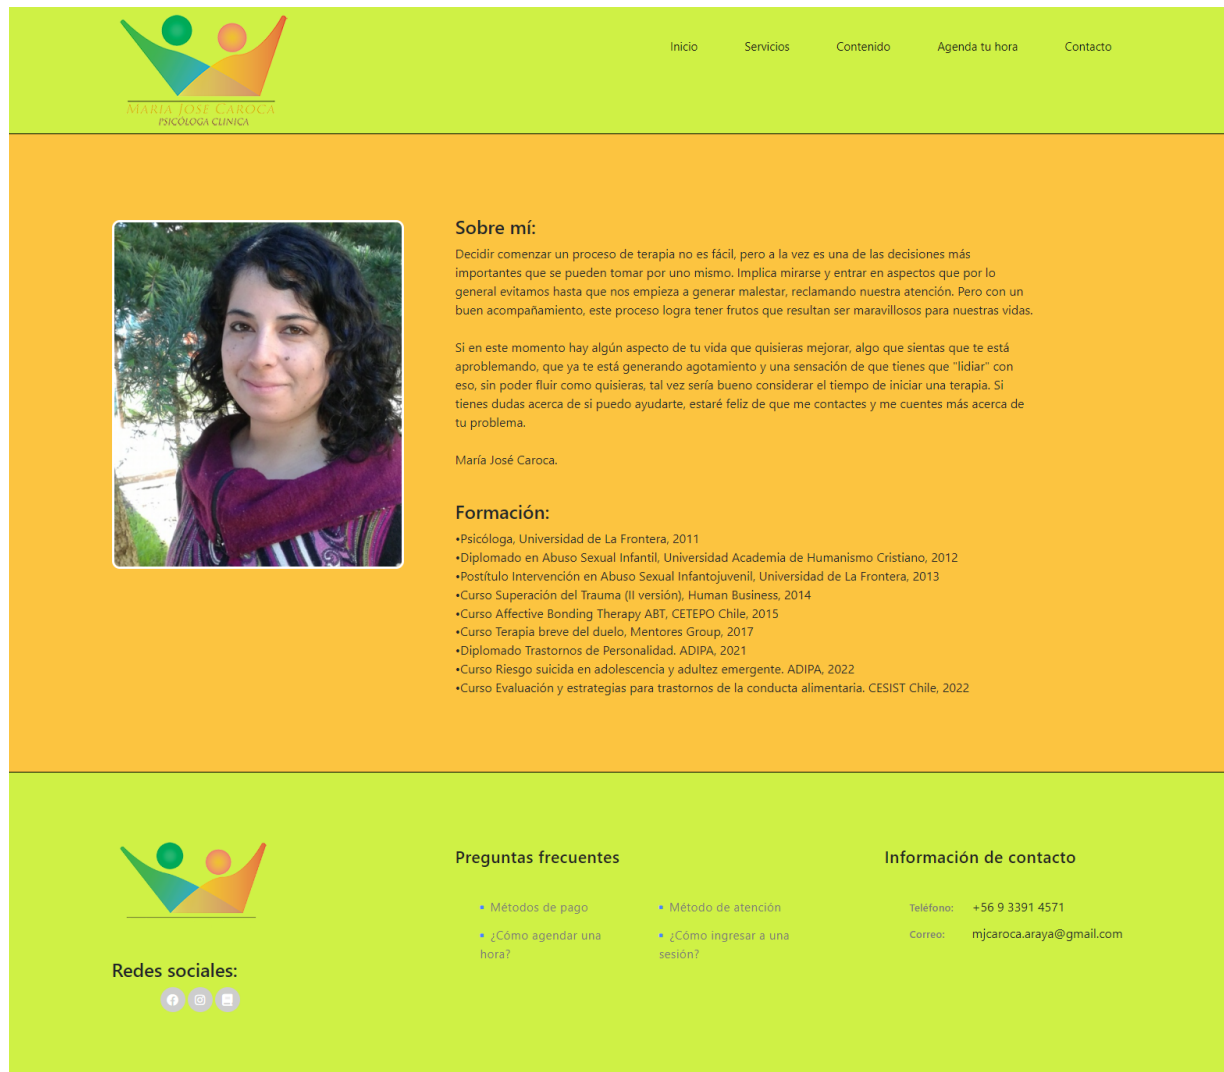 Inicio Servicios Contenido Agenda tu hora Contacto
MARIA JOSE CAROCA
PSICÓLOGA CLINICA
Sobre mí:
Decidir comenzar un proceso de terapia no es fácil, pero a la vez es una de las decisiones más
importantes que se pueden tomar por uno mismo. Implica mirarse y entrar en aspectos que por lo
general evitamos hasta que nos empieza a generar malestar, reclamando nuestra atención. Pero con un
buen acompañamiento, este proceso logra tener frutos que resultan ser maravillosos para nuestras vidas.
Si en este momento hay algún aspecto de tu vida que quisieras mejorar, algo que sientas que te está
aproblemando, que ya te está generando agotamiento y una sensación de que tienes que "lidiar" con
eso, sin poder fluir como quisieras, tal vez sería bueno considerar el tiempo de iniciar una terapia. Si
tienes dudas acerca de si puedo ayudarte, estaré feliz de que me contactes y me cuentes más acerca de
tu problema.
María José Caroca.
Formación:
•Psicóloga, Universidad de La Frontera, 2011
•Diplomado en Abuso Sexual Infantil, Universidad Academia de Humanismo Cristiano, 2012
•Postítulo Intervención en Abuso Sexual Infantojuvenil, Universidad de La Frontera, 2013
•Curso Superación del Trauma (II versión), Human Business, 2014
•Curso Affective Bonding Therapy ABT, CETEPO Chile, 2015
•Curso Terapia breve del duelo, Mentores Group, 2017
•Diplomado Trastornos de Personalidad. ADIPA, 2021
•Curso Riesgo suicida en adolescencia y adultez emergente. ADIPA, 2022
•Curso Evaluación y estrategias para trastornos de la conducta alimentaria. CESIST Chile, 2022
Redes sociales:
Preguntas frecuentes
▪ Métodos de pago
▪ ¿Cómo agendar una
hora?
▪ Método de atención
▪ ¿Cómo ingresar a una
sesión?
Información de contacto
Teléfono: +56 9 3391 4571
Correo: mjcaroca.araya@gmail.com